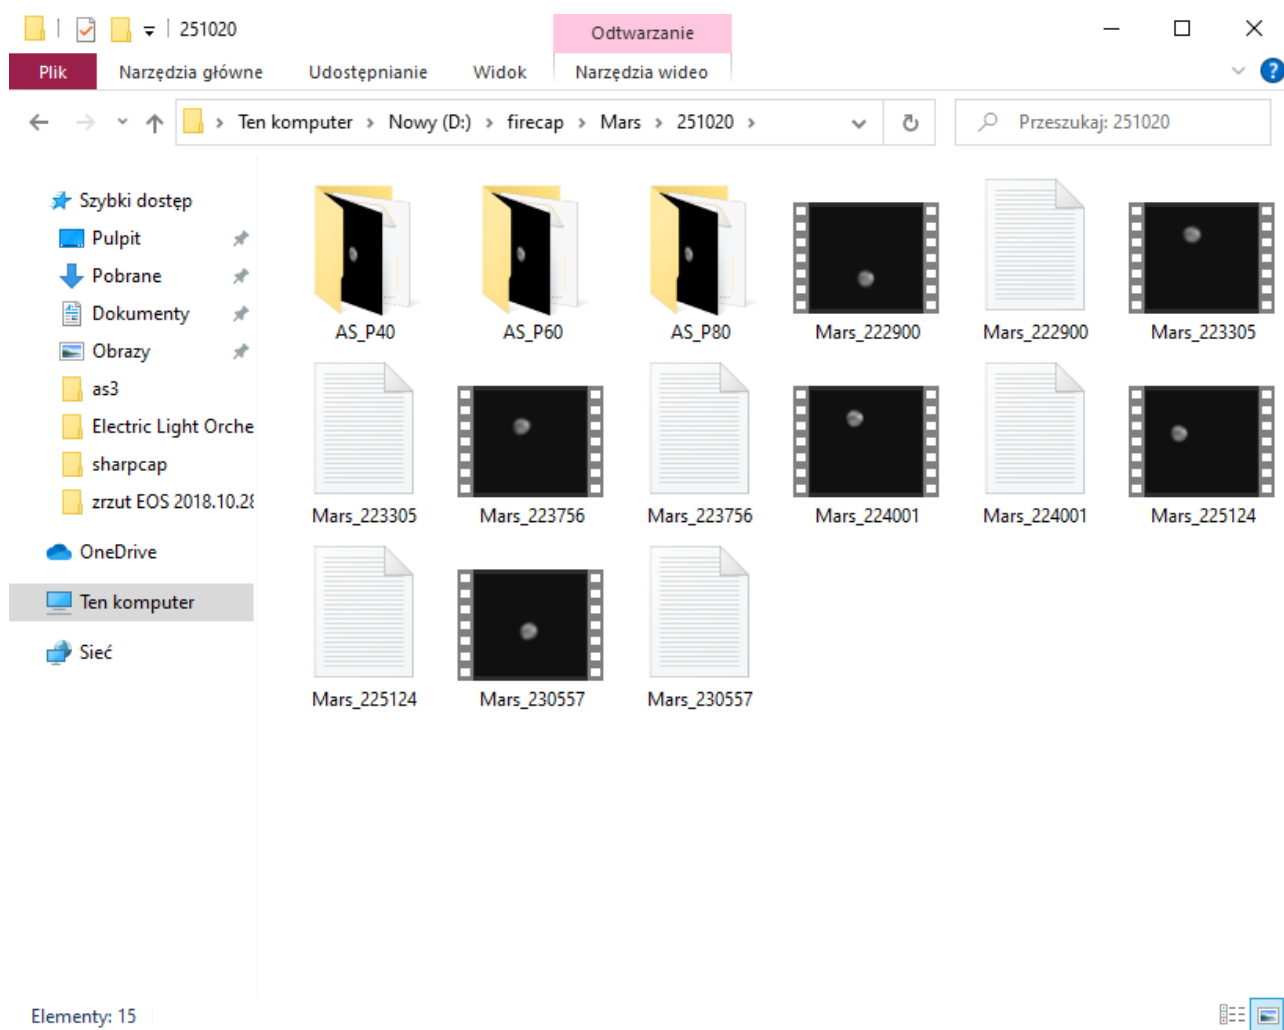 251020
Odtwarzanie
Plik Narzędzia główne Udostępnianie Widok Narzędzia wideo
?
Ten komputer > Nowy (D:) > firecap > Mars > 251020 >
Przeszukaj: 251020
Szybki dostęp
Pulpit
Pobrane
Dokumenty
Obrazy
as3
Electric Light Orche
sharpcap
zrzut EOS 2018.10.28
OneDrive
Ten komputer
Sieć
AS_P40 AS_P60 AS_P80 Mars_222900 Mars_222900 Mars_223305
Mars_223305 Mars_223756 Mars_223756 Mars_224001 Mars_224001 Mars_225124
Mars_225124 Mars_230557 Mars_230557
Elementy: 15